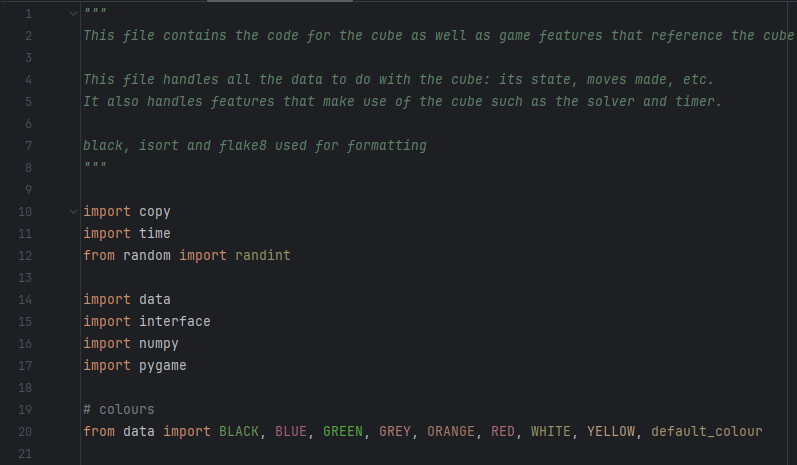 1 """
2 This file contains the code for the cube as well as game features that reference the cube
3
4 This file handles all the data to do with the cube: its state, moves made, etc.
5 It also handles features that make use of the cube such as the solver and timer.
6
7 black, isort and flake8 used for formatting
8 """
9
10 import copy
11 import time
12 from random import randint
13
14 import data
15 import interface
16 import numpy
17 import pygame
18
19 # colours
20 from data import BLACK, BLUE, GREEN, GREY, ORANGE, RED, WHITE, YELLOW, default_colour
21